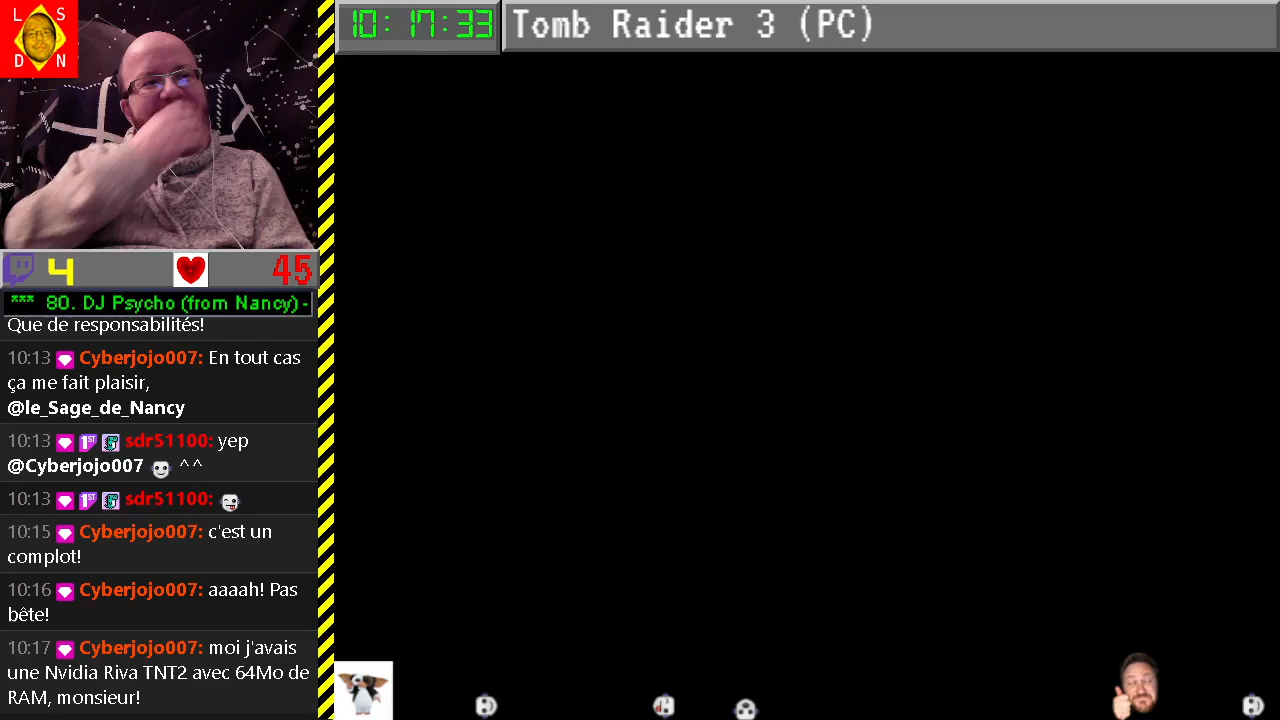 L S
D N
10:17:33
Tomb Raider 3 (PC)
4 45
*** 80. DJ Psycho (from Nancy) -
Que de responsabilités!
10:13 Cyberjojo007: En tout cas
ça me fait plaisir,
@le_Sage_de_Nancy
10:13 1ST sdr51100: yep
@Cyberjojo007 ^^
10:13 1ST sdr51100:
10:15 Cyberjojo007: c'est un
complot!
10:16 Cyberjojo007: aaaah! Pas
bête!
10:17 Cyberjojo007: moi j'avais
une Nvidia Riva TNT2 avec 64Mo de
RAM, monsieur!